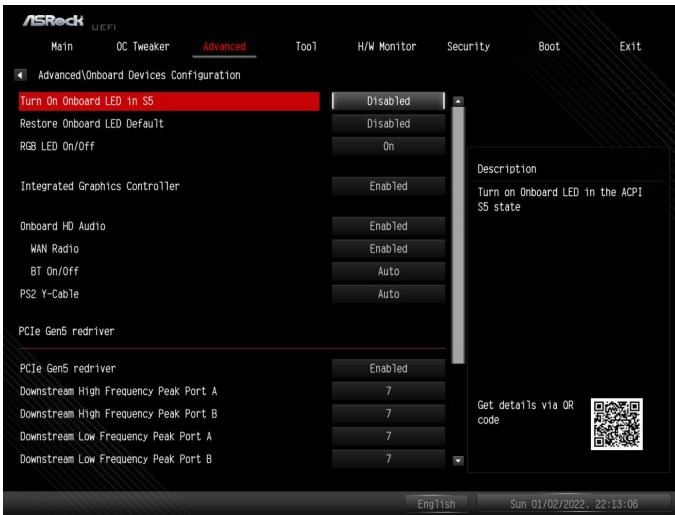 ASRock UEFI
Main OC Tweaker Advanced Tool H/W Monitor Security Boot Exit
Advanced\Onboard Devices Configuration
Turn On Onboard LED in S5 Disabled
Restore Onboard LED Default Disabled
RGB LED On/Off On
Integrated Graphics Controller Enabled
Onboard HD Audio Enabled
WAN Radio Enabled
BT On/Off Auto
PS2 Y-Cable Auto
PCIe Gen5 redriver
PCIe Gen5 redriver Enabled
Downstream High Frequency Peak Port A 7
Downstream High Frequency Peak Port B 7
Downstream Low Frequency Peak Port A 7
Downstream Low Frequency Peak Port B 7
Description
Turn on Onboard LED in the ACPI
S5 state
Get details via QR
code
English Sun 01/02/2022. 22:13:06